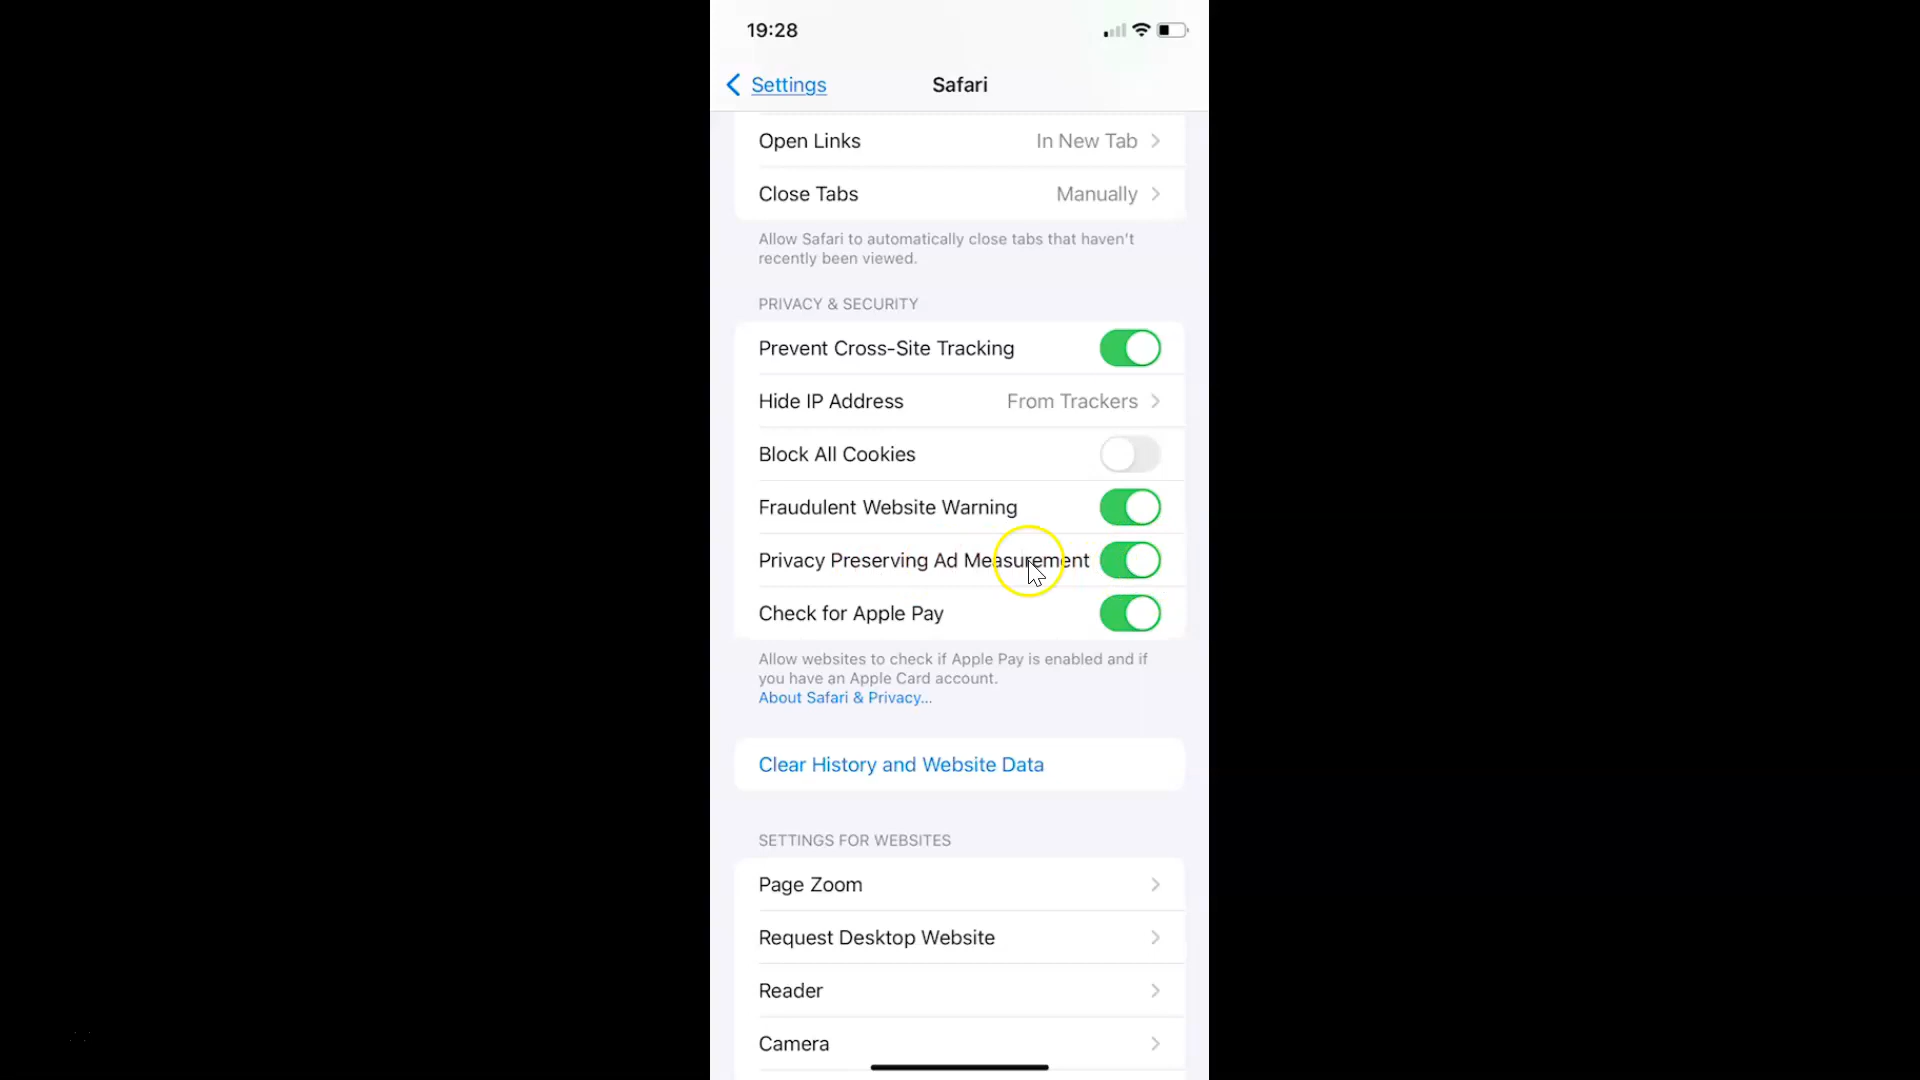 19:28
Settings
Safari
Open Links
In New Tab
Close Tabs
Manually
Allow Safari to automatically close tabs that haven't
recently been viewed.
PRIVACY & SECURITY
Prevent Cross-Site Tracking
Hide IP Address
From Trackers
Block All Cookies
Fraudulent Website Warning
Privacy Preserving Ad Measurement
Check for Apple Pay
Allow websites to check if Apple Pay is enabled and if
you have an Apple Card account.
About Safari & Privacy...
Clear History and Website Data
SETTINGS FOR WEBSITES
Page Zoom
Request Desktop Website
Reader
Camera